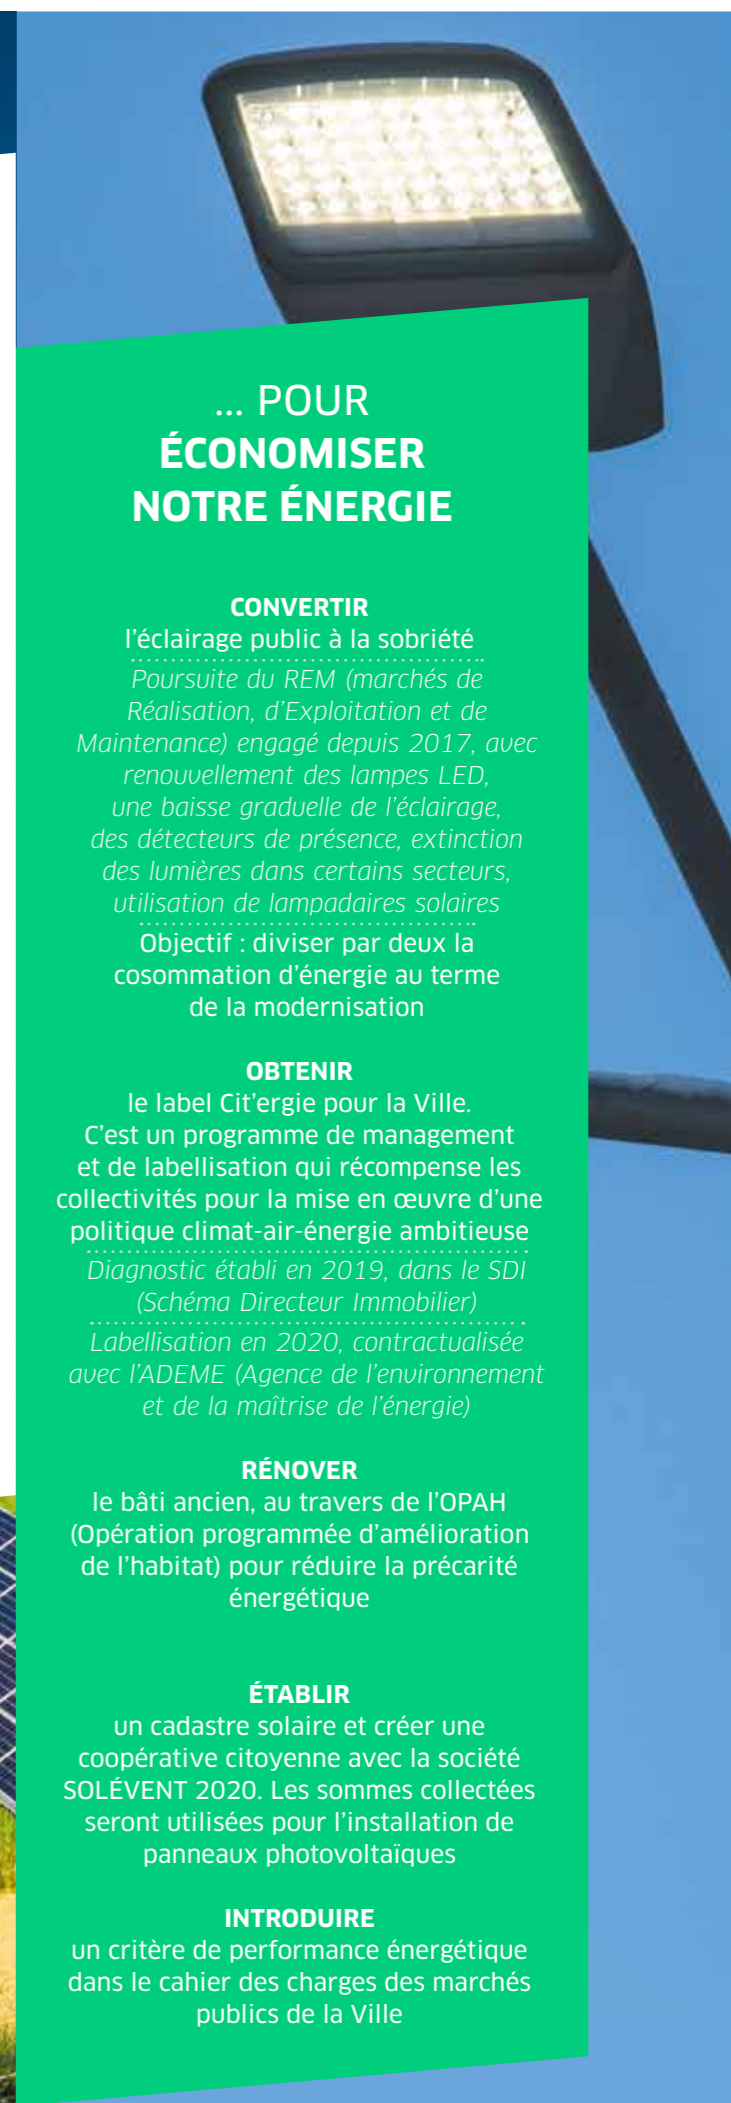 ... POUR
ÉCONOMISER
NOTRE ÉNERGIE
CONVERTIR
l'éclairage public à la sobriété
Poursuite du REM (marchés de
Réalisation, d'Exploitation et de
Maintenance) engagé depuis 2017, avec
renouvellement des lampes LED,
une baisse graduelle de l'éclairage,
des détecteurs de présence, extinction
des lumières dans certains secteurs,
utilisation de lampadaires solaires
Objectif : diviser par deux la
cosommation d'énergie au terme
de la modernisation
OBTENIR
le label Cit'ergie pour la Ville.
C'est un programme de management
et de labellisation qui récompense les
collectivités pour la mise en œuvre d'une
politique climat-air-énergie ambitieuse
Diagnostic établi en 2019, dans le SDI
(Schéma Directeur Immobilier)
Labellisation en 2020, contractualisée
avec l'ADEME (Agence de l'environnement
et de la maîtrise de l'énergie)
RÉNOVER
le bâti ancien, au travers de l'OPAH
(Opération programmée d'amélioration
de l'habitat) pour réduire la précarité
énergétique
ÉTABLIR
un cadastre solaire et créer une
coopérative citoyenne avec la société
SOLÉVENT 2020. Les sommes collectées
seront utilisées pour l'installation de
panneaux photovoltaïques
INTRODUIRE
un critère de performance énergétique
dans le cahier des charges des marchés
publics de la Ville